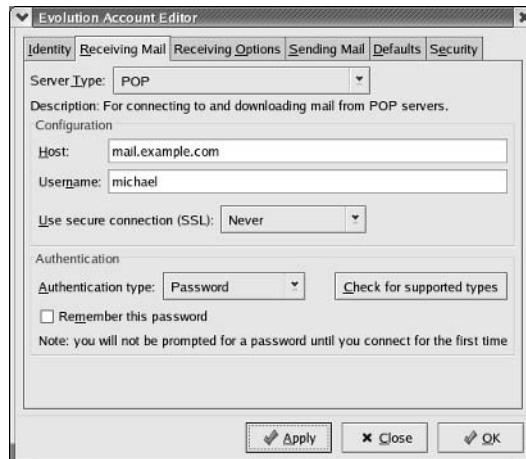 Evolution Account Editor
Identity Receiving Mail Receiving Options Sending Mail Defaults Security
Server Type: POP
Description: For connecting to and downloading mail from POP servers.
Configuration
Host: mail.example.com
Username: michael
Use secure connection (SSL): Never
Authentication
Authentication type: Password Check for supported types
Remember this password
Note: you will not be prompted for a password until you connect for the first time
Apply Close OK